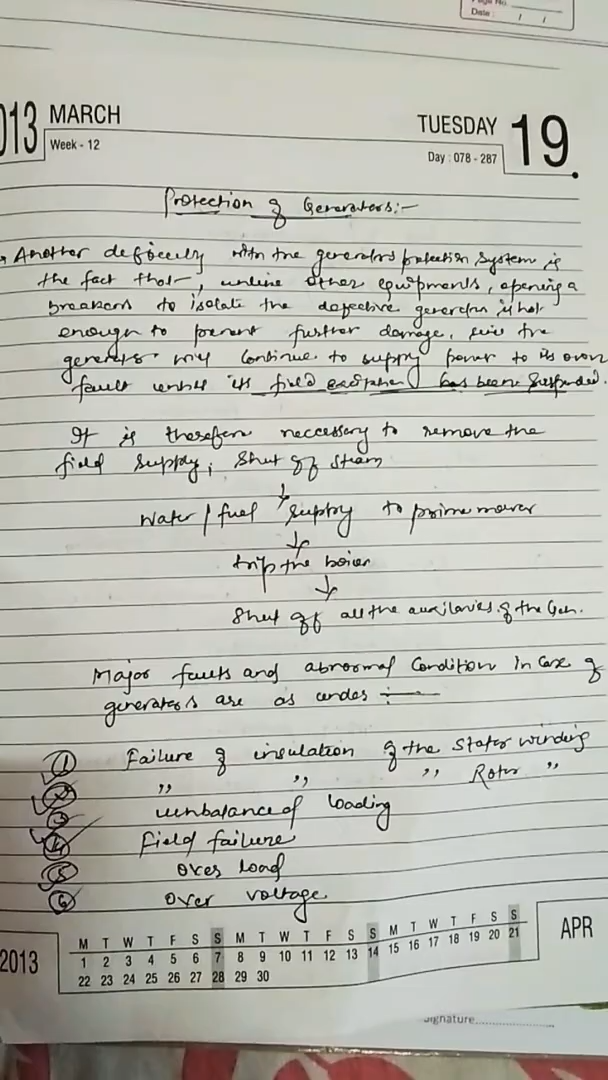 Page No.
Date : / /
013 MARCH
Week - 12
TUESDAY 19
Day : 078 - 287
Protection of Generators:-
Another deficulty with the generators protection system is
the fact that, unlike other equipments, opening a
breakers to isolate the defective generator is not
enough to prevent further damage, since the
generator will continue to supply power to its own
fault untill its field excitation has been suspended.
It is therefore neccessary to remove the
field supply, shut off steam
↓
Water / fuel supply to prime mover
↓
trip the boiler
↓
Shut off all the auxilaries of the Gen.
Major faults and abnormal condition in case of
generators are as under :-
1 Failure of insulation of the stator winding
2 ,, ,, ,, Rotor ,,
3 unbalance of loading
4 field failure
5 over load
6 over voltage
2013
M T W T F S S M T W T F S S M T W T F S S
1 2 3 4 5 6 7 8 9 10 11 12 13 14 15 16 17 18 19 20 21
22 23 24 25 26 27 28 29 30
APR
Signature